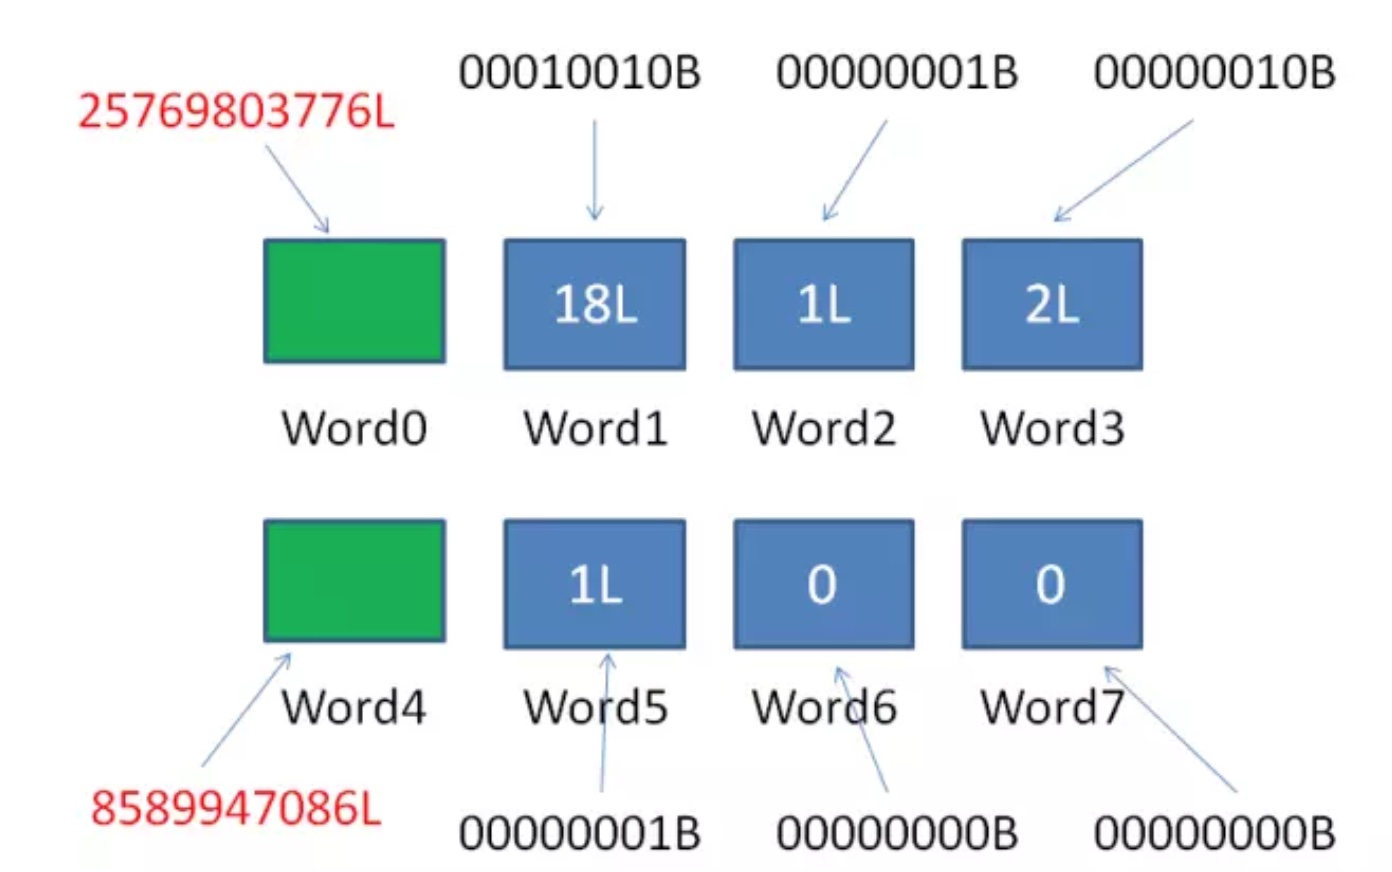 25769803776L
00010010B 00000001B 00000010B
18L 1L 2L
Word0 Word1 Word2 Word3
1L 0 0
Word4 Word5 Word6 Word7
8589947086L
00000001B 00000000B 00000000B